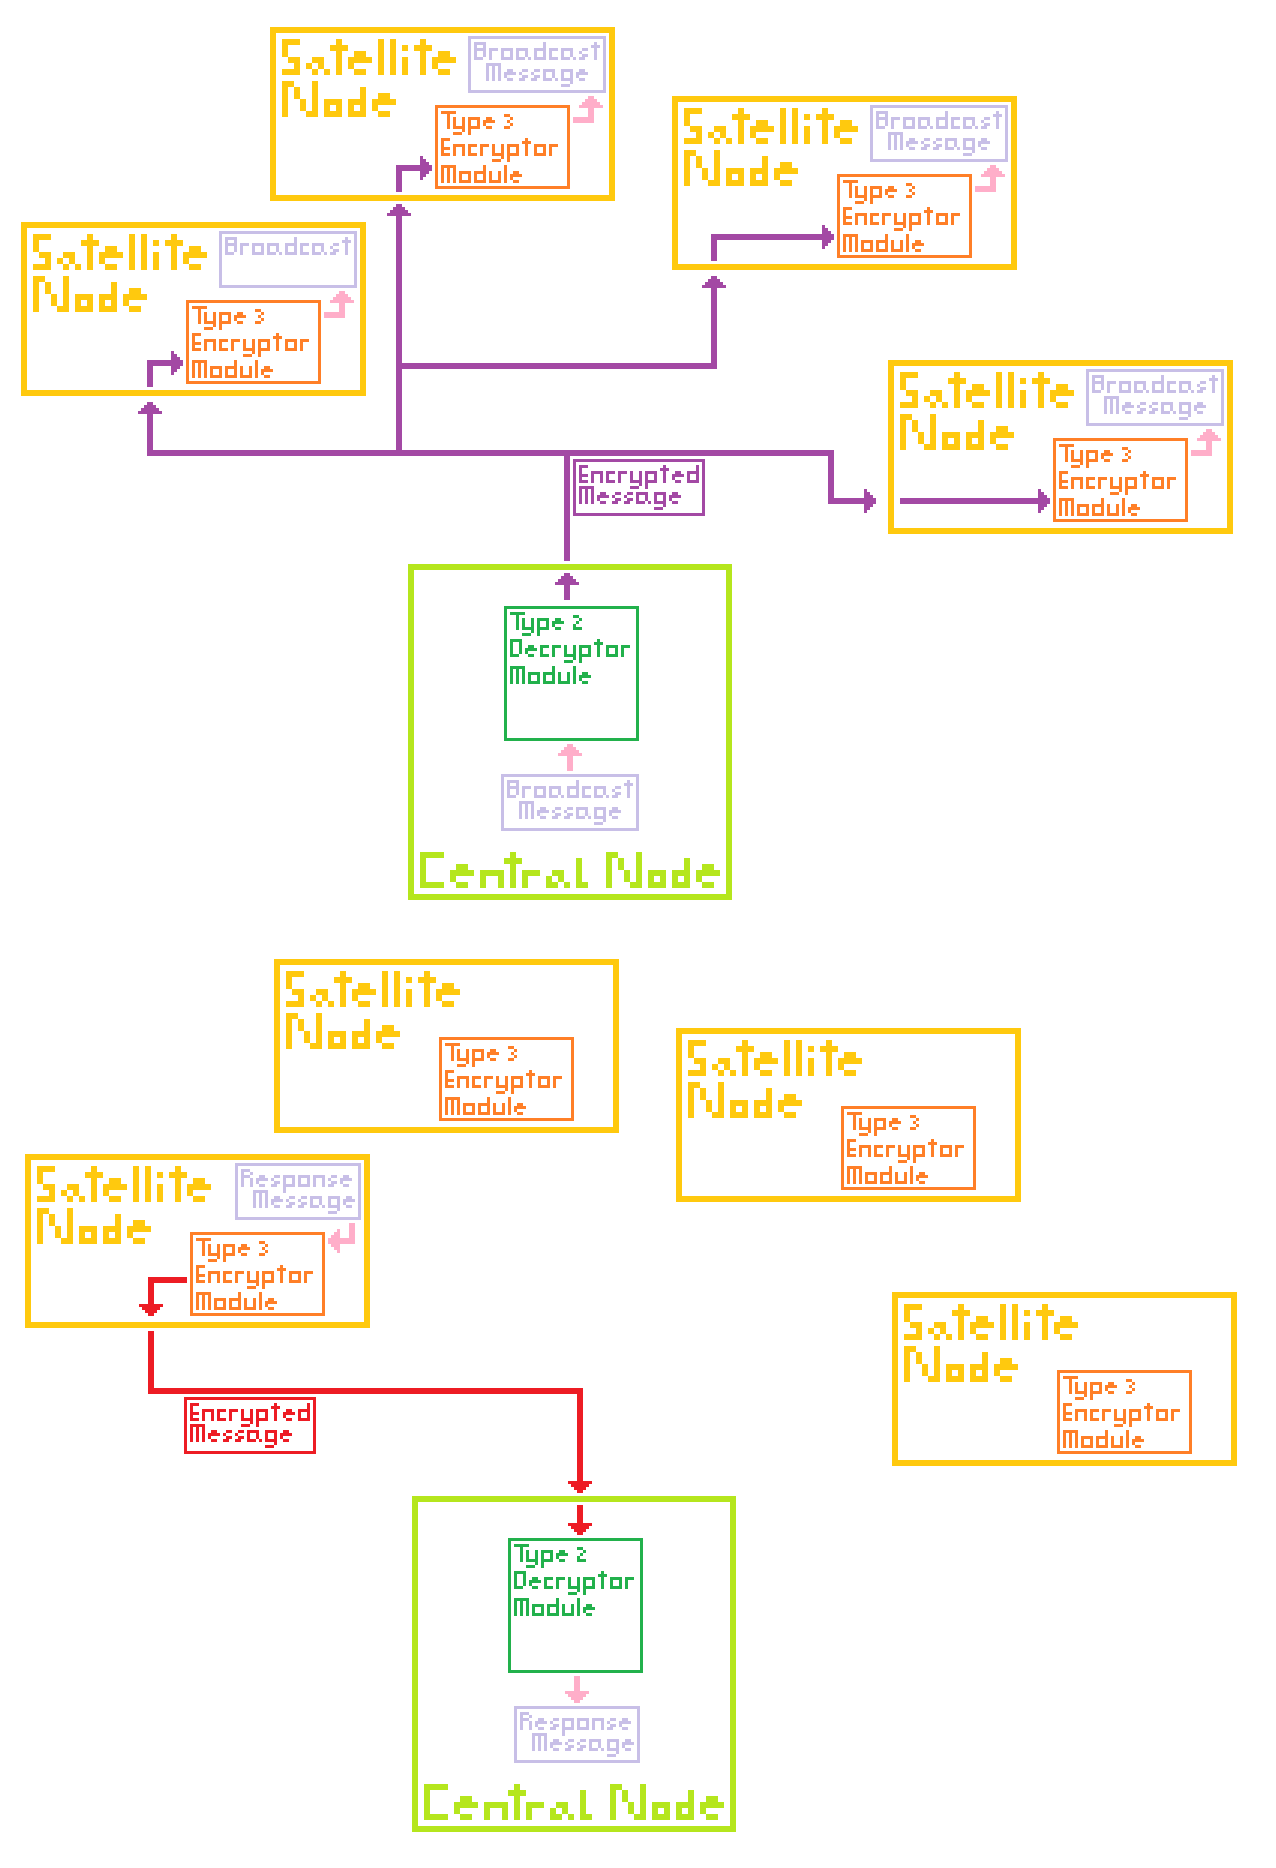 Satellite
Node
Broadcast
Message
Type 3
Encryptor
Module
Satellite
Node
Broadcast
Message
Type 3
Encryptor
Module
Satellite
Node
Broadcast
Type 3
Encryptor
Module
Satellite
Node
Broadcast
Message
Type 3
Encryptor
Module
Encrypted
Message
Type 2
Decryptor
Module
Broadcast
Message
Central Node
Satellite
Node
Type 3
Encryptor
Module
Satellite
Node
Type 3
Encryptor
Module
Satellite
Node
Response
Message
Type 3
Encryptor
Module
Satellite
Node
Type 3
Encryptor
Module
Encrypted
Message
Type 2
Decryptor
Module
Response
Message
Central Node